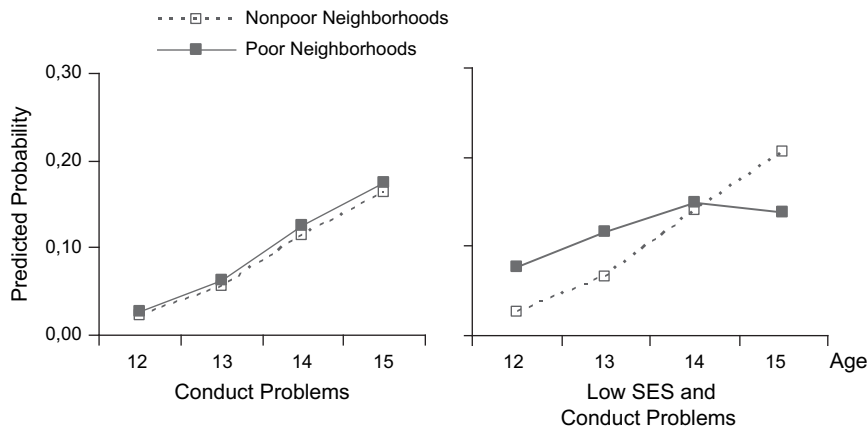 Nonpoor Neighborhoods
Poor Neighborhoods
Predicted Probability
0,30
0,20
0,10
0,00
12 13 14 15
Conduct Problems
12 13 14 15 Age
Low SES and
Conduct Problems